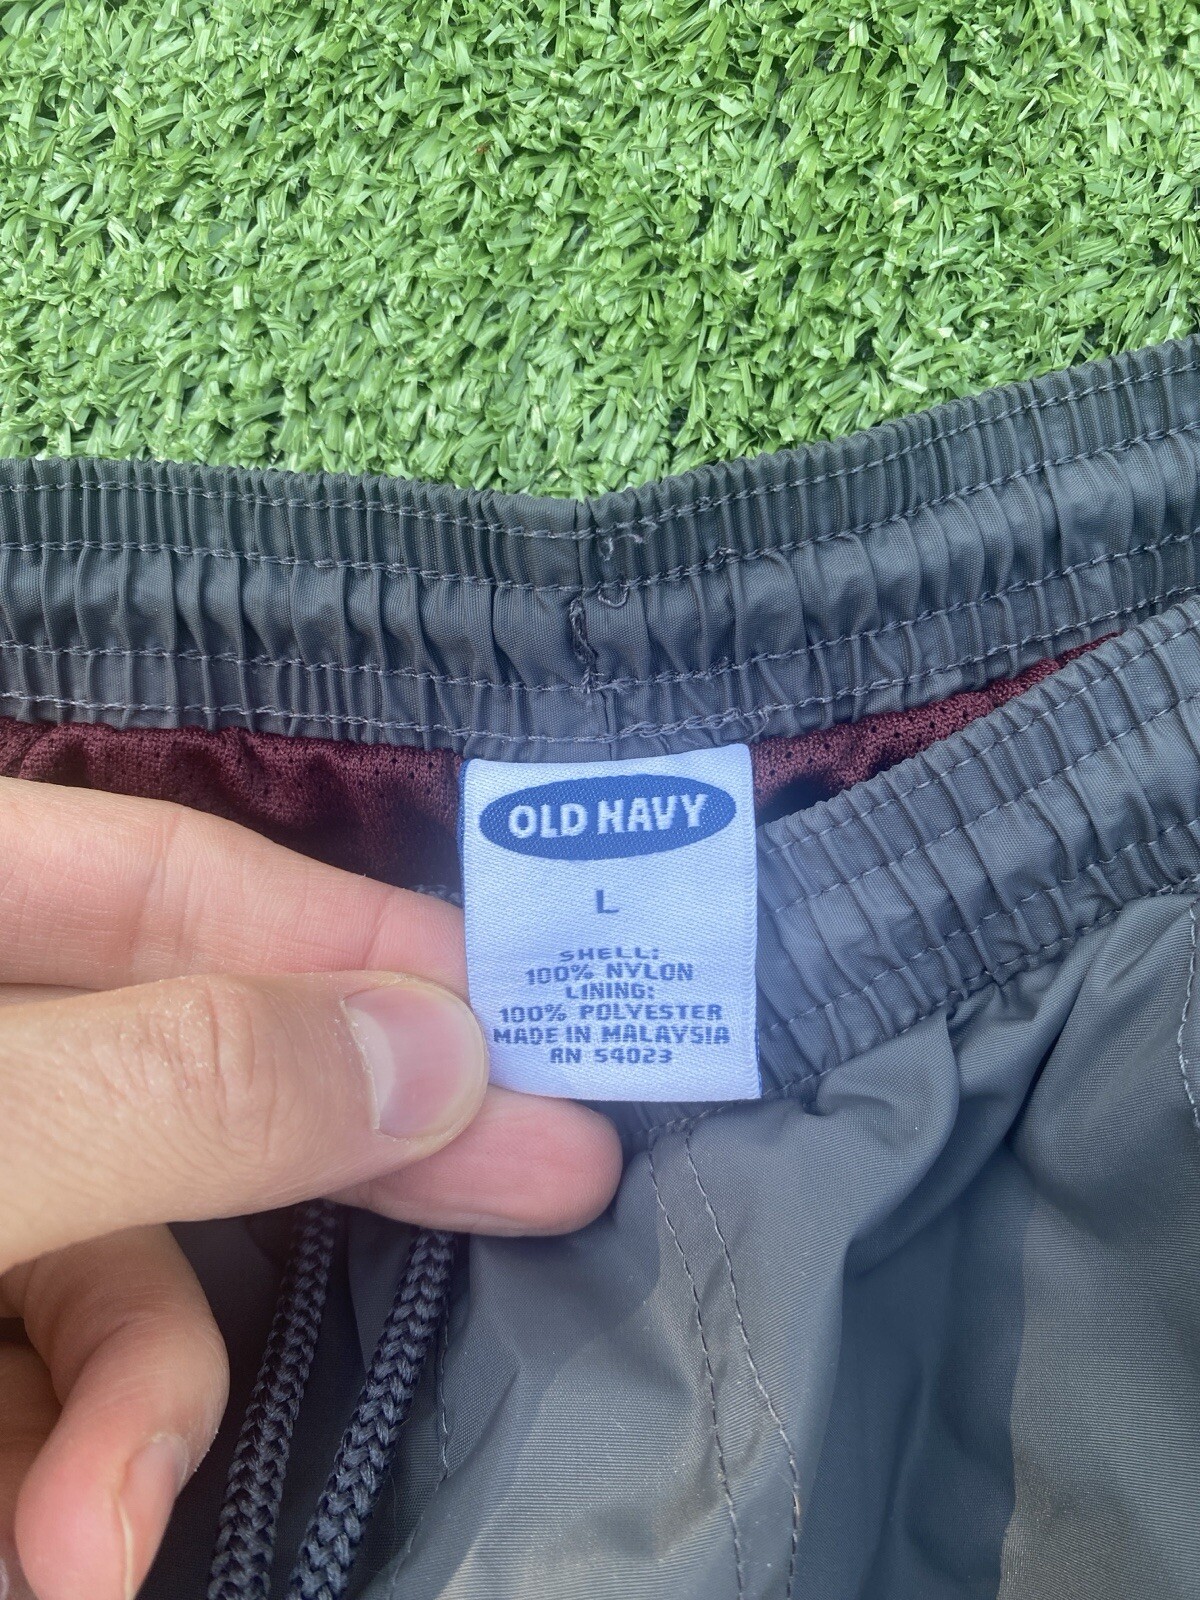 OLD NAVY
L
SHELL:
100% NYLON
LINING:
100% POLYESTER
MADE IN MALAYSIA
RN 54023